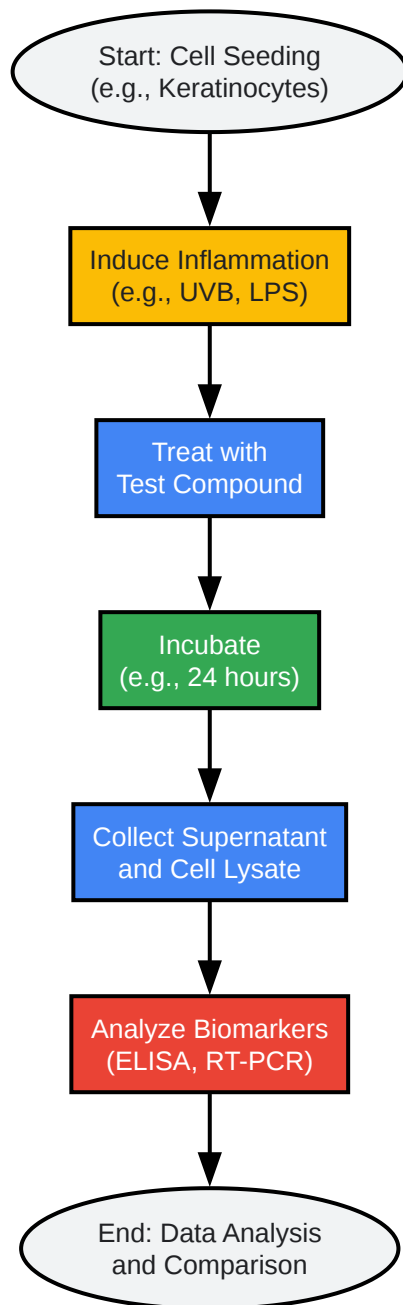 Start: Cell Seeding
(e.g., Keratinocytes)
Induce Inflammation
(e.g., UVB, LPS)
Treat with
Test Compound
Incubate
(e.g., 24 hours)
Collect Supernatant
and Cell Lysate
Analyze Biomarkers
(ELISA, RT-PCR)
End: Data Analysis
and Comparison